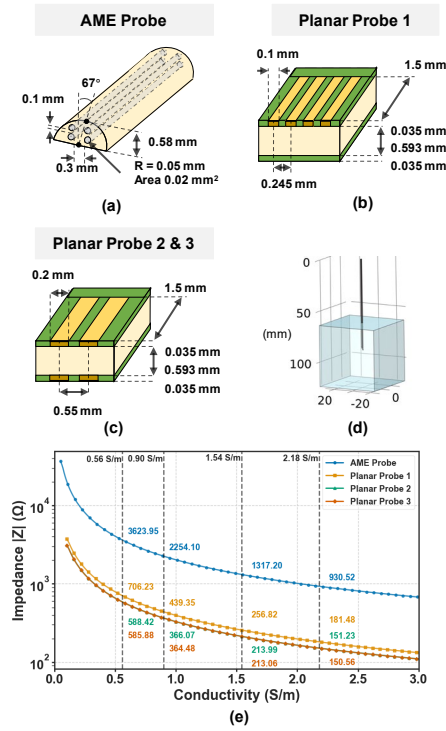 AME Probe
67°
0.1 mm
0.58 mm
0.3 mm
R = 0.05 mm
Area 0.02 mm²
(a)
Planar Probe 1
0.1 mm
1.5 mm
0.035 mm
0.593 mm
0.035 mm
0.245 mm
(b)
Planar Probe 2 & 3
0.2 mm
1.5 mm
0.035 mm
0.593 mm
0.035 mm
0.55 mm
(c)
0
50
(mm)
100
20
-20
0
(d)
0.56 S/m
0.90 S/m
1.54 S/m
2.18 S/m
AME Probe
Planar Probe 1
Planar Probe 2
Planar Probe 3
Impedance |Z| (Ω)
10⁴
10³
10²
3623.95
2254.10
1317.20
930.52
706.23
439.35
256.82
181.48
588.42
366.07
213.99
151.23
585.88
364.48
213.06
150.56
0.0
0.5
1.0
1.5
2.0
2.5
3.0
Conductivity (S/m)
(e)